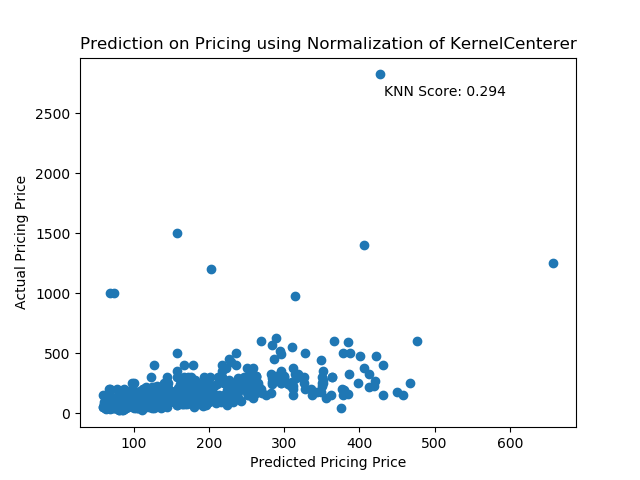 Prediction on Pricing using Normalization of KernelCenterer
KNN Score: 0.294
Actual Pricing Price
2500
2000
1500
1000
500
0
100 200 300 400 500 600
Predicted Pricing Price